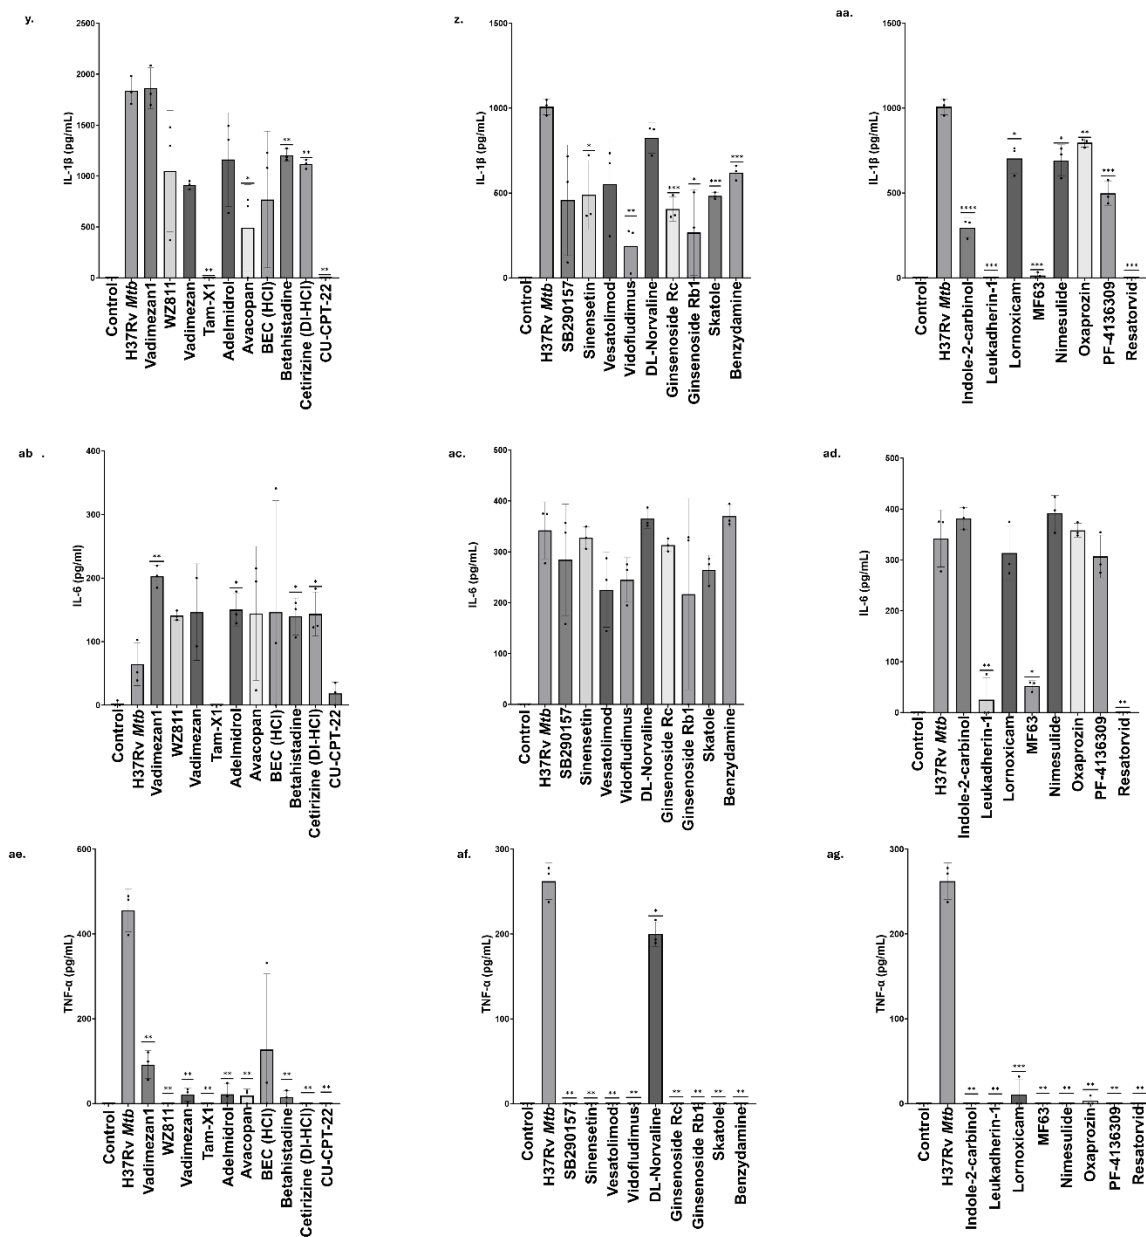 y.
IL-1β (pg/mL)
2500
2000
1500
1000
500
0
* ** ** ** **
Control
H37Rv Mtb
Vadimezan1
WZ811
Vadimezan
Tam-X1
Adelmidrol
Avacopan
BEC (HCl)
Betahistadine
Cetirizine (DI-HCl)
CU-CPT-22
z.
IL-1β (pg/mL)
1500
1000
500
0
* ** *** * *** ***
Control
H37Rv Mtb
SB290157
Sinensetin
Vesatolimod
Vidofludimus
DL-Norvaline
Ginsenoside Rc
Ginsenoside Rb1
Skatole
Benzydamine
aa.
IL-1β (pg/mL)
1500
1000
500
0
**** *** * *** * ** *** ***
Control
H37Rv Mtb
Indole-2-carbinol
Leukadherin-1
Lornoxicam
MF63
Nimesulide
Oxaprozin
PF-4136309
Resatorvid
ab .
IL-6 (pg/ml)
400
300
200
100
0
** * * *
Control
H37Rv Mtb
Vadimezan1
WZ811
Vadimezan
Tam-X1
Adelmidrol
Avacopan
BEC (HCl)
Betahistadine
Cetirizine (DI-HCl)
CU-CPT-22
ac.
IL-6 (pg/mL)
500
400
300
200
100
0
Control
H37Rv Mtb
SB290157
Sinensetin
Vesatolimod
Vidofludimus
DL-Norvaline
Ginsenoside Rc
Ginsenoside Rb1
Skatole
Benzydamine
ad.
IL-6 (pg/mL)
500
400
300
200
100
0
** * **
Control
H37Rv Mtb
Indole-2-carbinol
Leukadherin-1
Lornoxicam
MF63
Nimesulide
Oxaprozin
PF-4136309
Resatorvid
ae.
TNF-α (pg/mL)
600
400
200
0
** ** ** ** ** ** ** ** **
Control
H37Rv Mtb
Vadimezan1
WZ811
Vadimezan
Tam-X1
Adelmidrol
Avacopan
BEC (HCl)
Betahistadine
Cetirizine (DI-HCl)
CU-CPT-22
af.
TNF-α (pg/mL)
300
200
100
0
** ** ** ** * ** ** ** **
Control
H37Rv Mtb
SB290157
Sinensetin
Vesatolimod
Vidofludimus
DL-Norvaline
Ginsenoside Rc
Ginsenoside Rb1
Skatole
Benzydamine
ag.
TNF-α (pg/mL)
300
200
100
0
** ** *** ** ** ** ** **
Control
H37Rv Mtb
Indole-2-carbinol
Leukadherin-1
Lornoxicam
MF63
Nimesulide
Oxaprozin
PF-4136309
Resatorvid